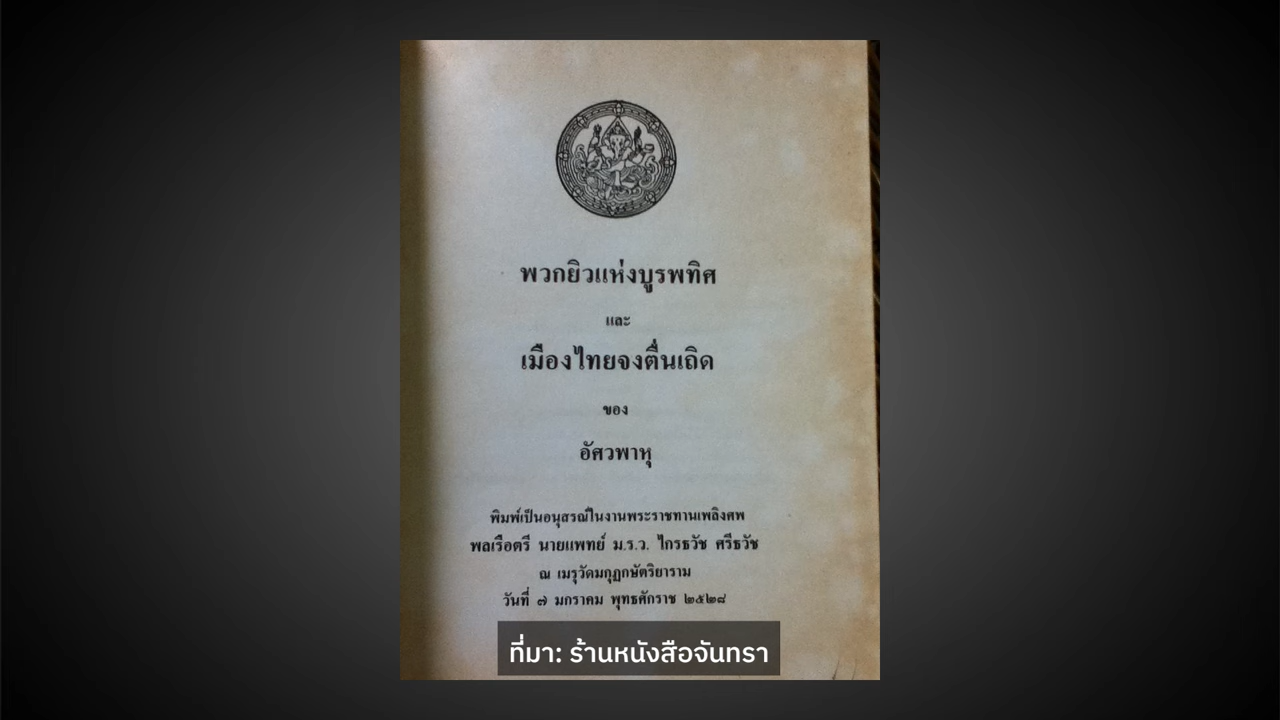 พวกยิวแห่งบูรพทิศ
และ
เมืองไทยจงตื่นเถิด
ของ
อัศวพาหุ
พิมพ์เป็นอนุสรณ์ในงานพระราชทานเพลิงศพ
พลเรือตรี นายแพทย์ ม.ร.ว. ไกรธวัช ศรีธวัช
ณ เมรุวัดมกุฏกษัตริยาราม
วันที่ ๗ มกราคม พุทธศักราช ๒๕๒๘
ที่มา: ร้านหนังสือจันทรา